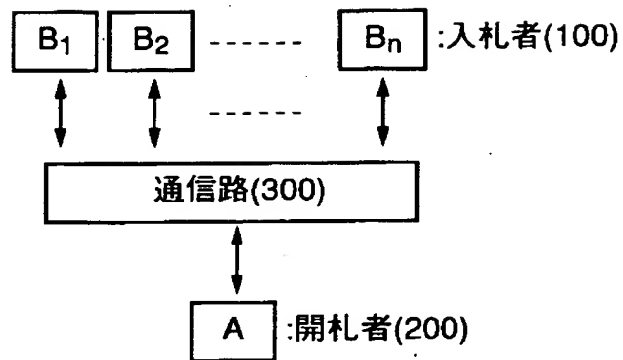 B1 B2 ------ Bn :入札者(100)
------
通信路(300)
A :開札者(200)